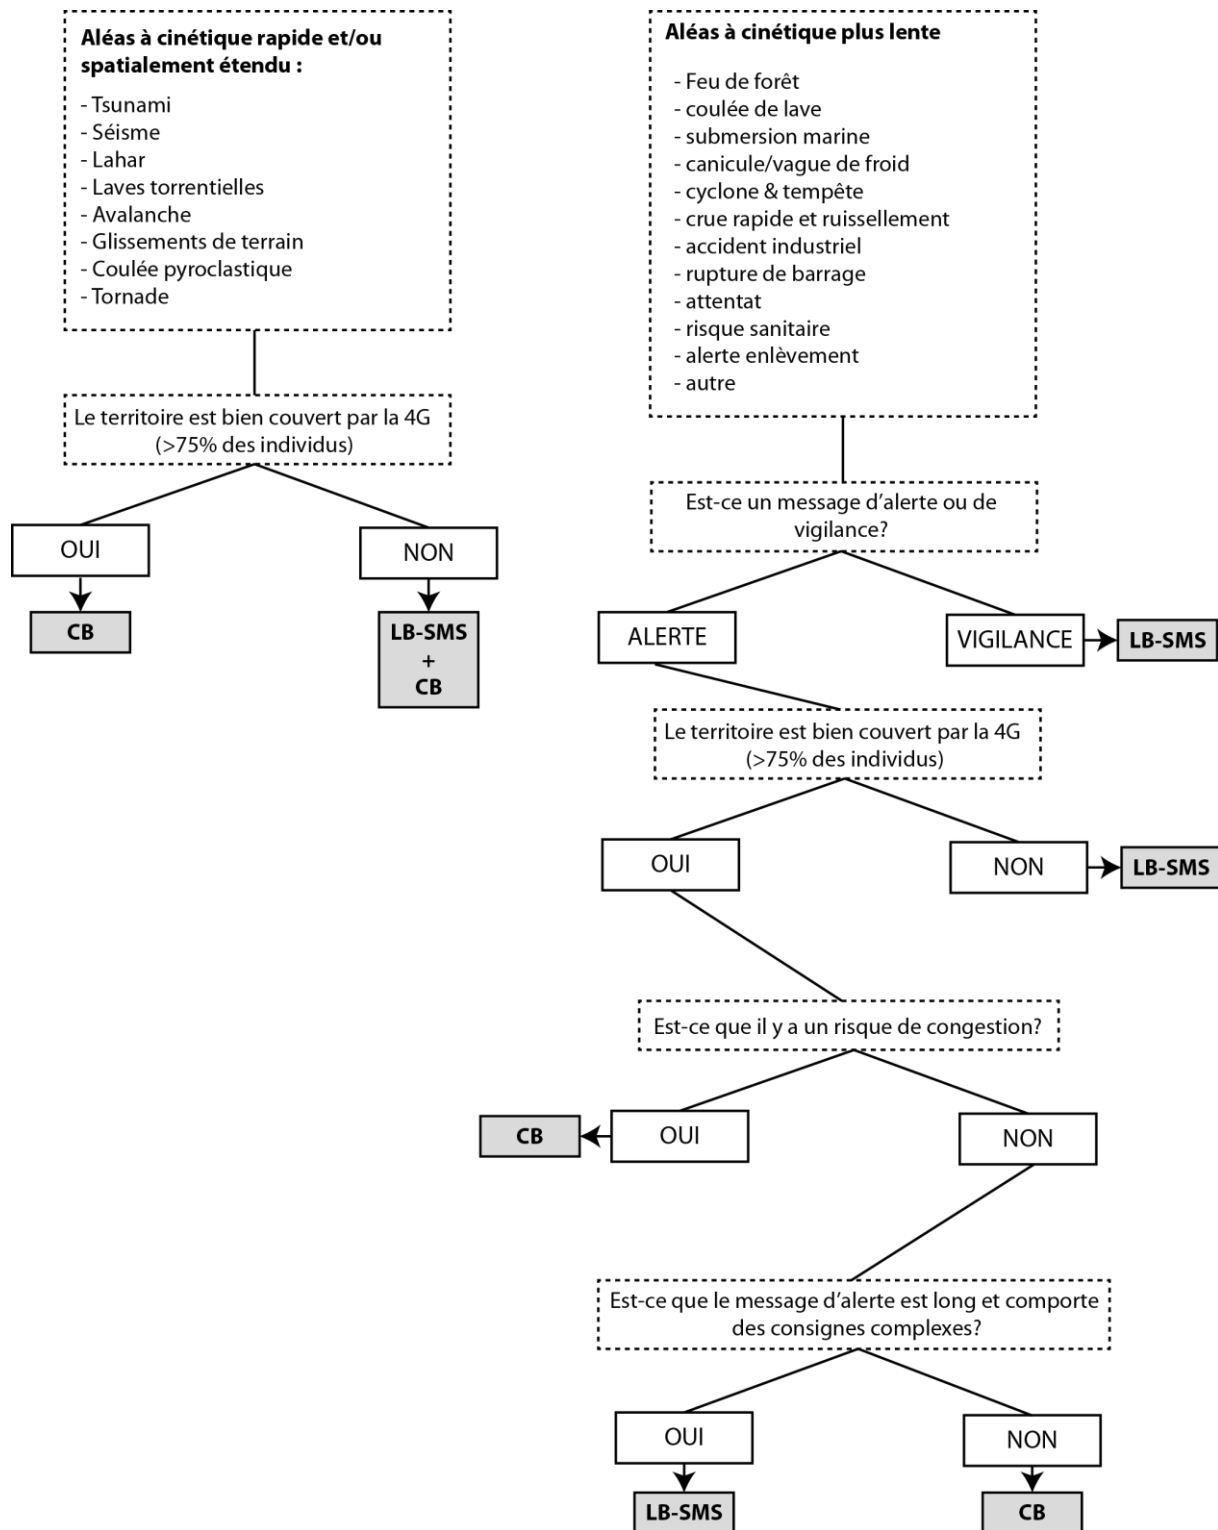 Aléas à cinétique rapide et/ou
spatialement étendu :
- Tsunami
- Séisme
- Lahar
- Laves torrentielles
- Avalanche
- Glissements de terrain
- Coulée pyroclastique
- Tornade
Le territoire est bien couvert par la 4G
(>75% des individus)
OUI
NON
CB
LB-SMS
+
CB
Aléas à cinétique plus lente
- Feu de forêt
- coulée de lave
- submersion marine
- canicule/vague de froid
- cyclone & tempête
- crue rapide et ruissellement
- accident industriel
- rupture de barrage
- attentat
- risque sanitaire
- alerte enlèvement
- autre
Est-ce un message d’alerte ou de
vigilance?
ALERTE
VIGILANCE
LB-SMS
Le territoire est bien couvert par la 4G
(>75% des individus)
OUI
NON
LB-SMS
Est-ce que il y a un risque de congestion?
CB
OUI
NON
Est-ce que le message d’alerte est long et comporte
des consignes complexes?
OUI
NON
LB-SMS
CB